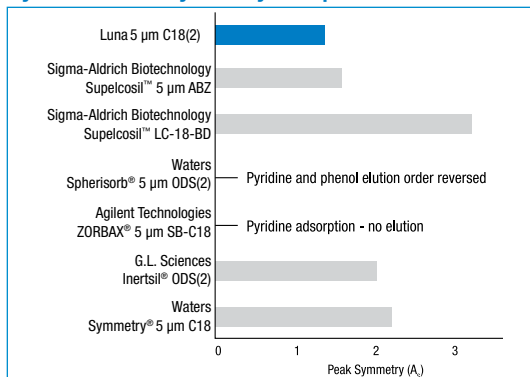 Luna 5 µm C18(2)
Sigma-Aldrich Biotechnology
Supelcosil™ 5 µm ABZ
Sigma-Aldrich Biotechnology
Supelcosil™ LC-18-BD
Waters
Spherisorb® 5 µm ODS(2)
Pyridine and phenol elution order reversed
Agilent Technologies
ZORBAX® 5 µm SB-C18
Pyridine adsorption - no elution
G.L. Sciences
Inertsil® ODS(2)
Waters
Symmetry® 5 µm C18
0 1 2 3
Peak Symmetry (As)